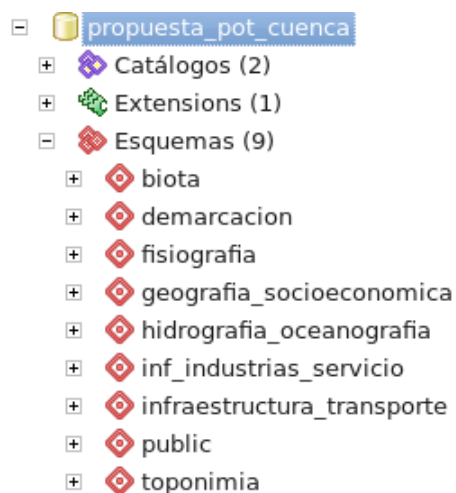 propuesta_pot_cuenca
Catálogos (2)
Extensions (1)
Esquemas (9)
biota
demarcacion
fisiografia
geografia_socioeconomica
hidrografia_oceanografia
inf_industrias_servicio
infraestructura_transporte
public
toponimia